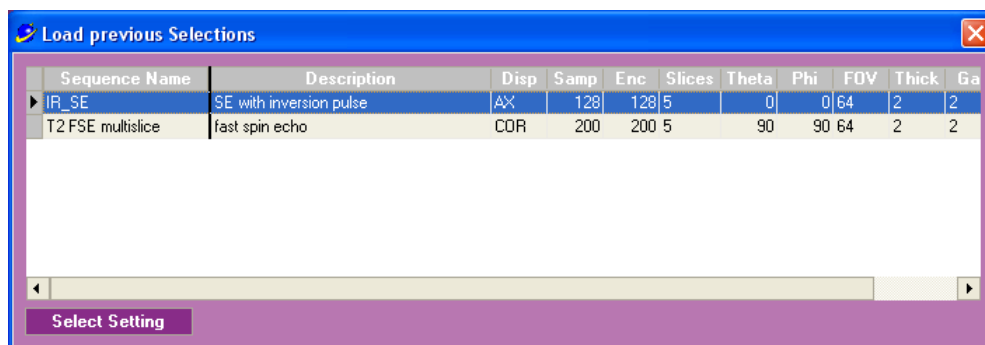 Load previous Selections
Sequence Name Description Disp Samp Enc Slices Theta Phi FOV Thick Ga
IR_SE SE with inversion pulse AX 128 128 5 0 0 64 2 2
T2 FSE multislice fast spin echo COR 200 200 5 90 90 64 2 2
Select Setting